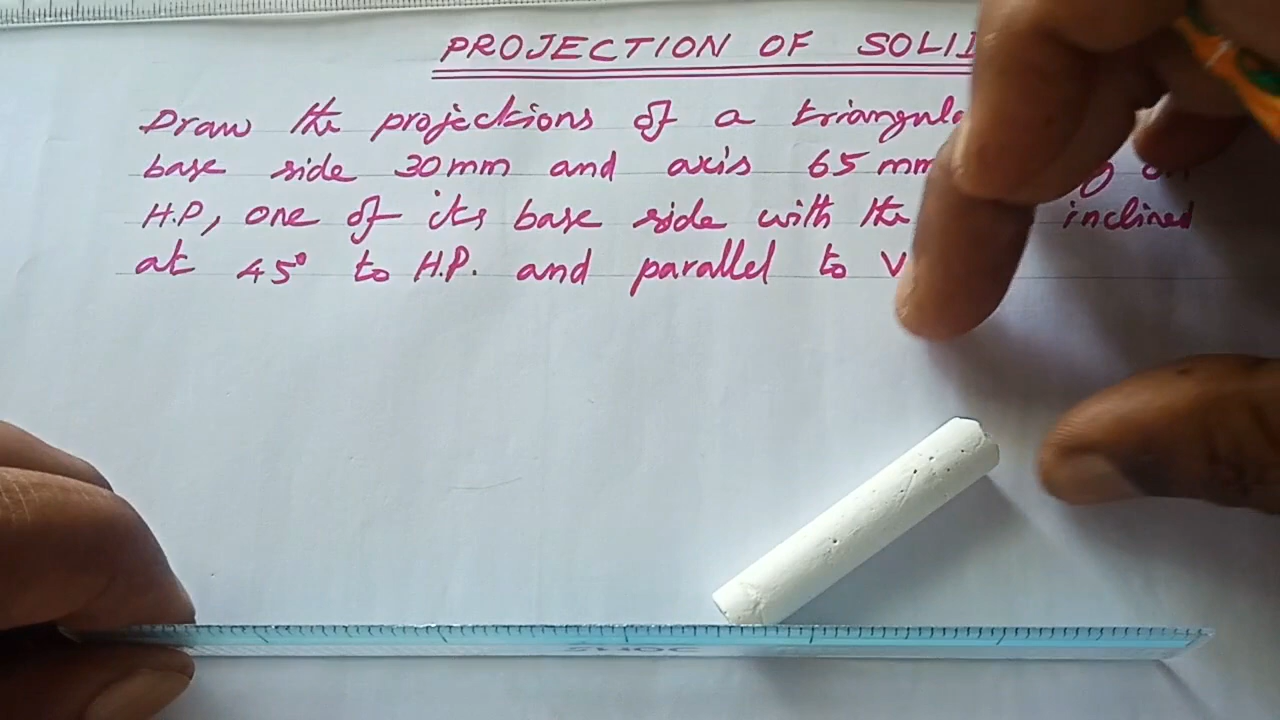 PROJECTION OF SOLI
Draw the projections of a triangula
base side 30mm and axis 65 mm on
H.P, one of its base side with the inclined
at 45° to H.P. and parallel to V